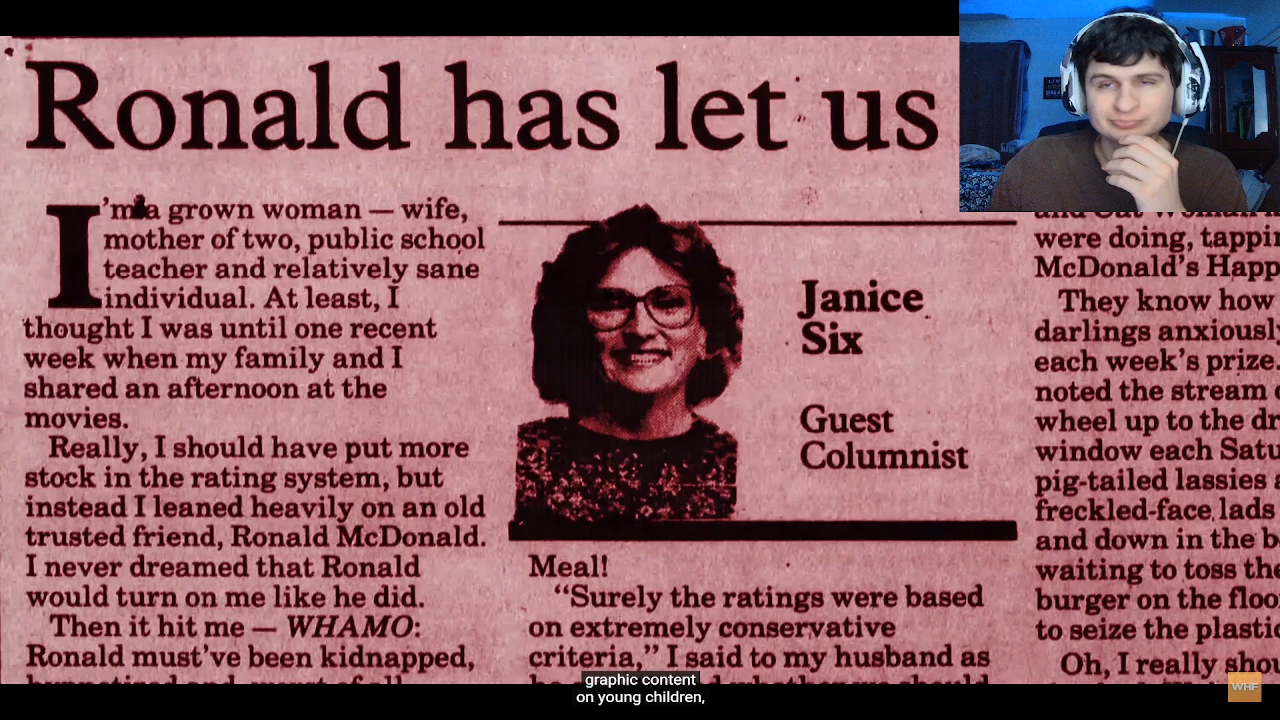 Ronald has let us
I'm a grown woman — wife,
mother of two, public school
teacher and relatively sane
individual. At least, I
thought I was until one recent
week when my family and I
shared an afternoon at the
movies.
Really, I should have put more
stock in the rating system, but
instead I leaned heavily on an old
trusted friend, Ronald McDonald.
I never dreamed that Ronald
would turn on me like he did.
Then it hit me — WHAMO:
Ronald must've been kidnapped,
Janice
Six
Guest
Columnist
Meal!
“Surely the ratings were based
on extremely conservative
criteria,” I said to my husband as
were doing, tappin
McDonald's Happ
They know how
darlings anxiously
each week's prize.
noted the stream
wheel up to the dr
window each Satu
pig-tailed lassies
freckled-face lads
and down in the b
waiting to toss the
burger on the floo
to seize the plastic
Oh, I really shou
graphic content
on young children,
WHF